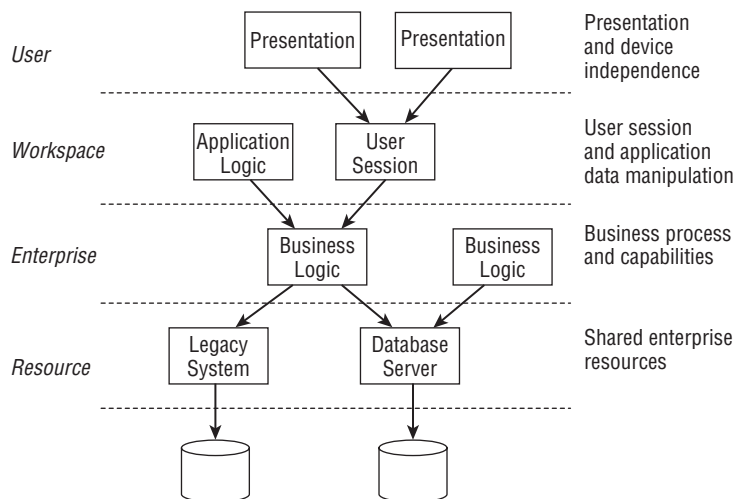 User
Presentation
Presentation
Presentation
and device
independence
Workspace
Application
Logic
User
Session
User session
and application
data manipulation
Enterprise
Business
Logic
Business
Logic
Business process
and capabilities
Resource
Legacy
System
Database
Server
Shared enterprise
resources